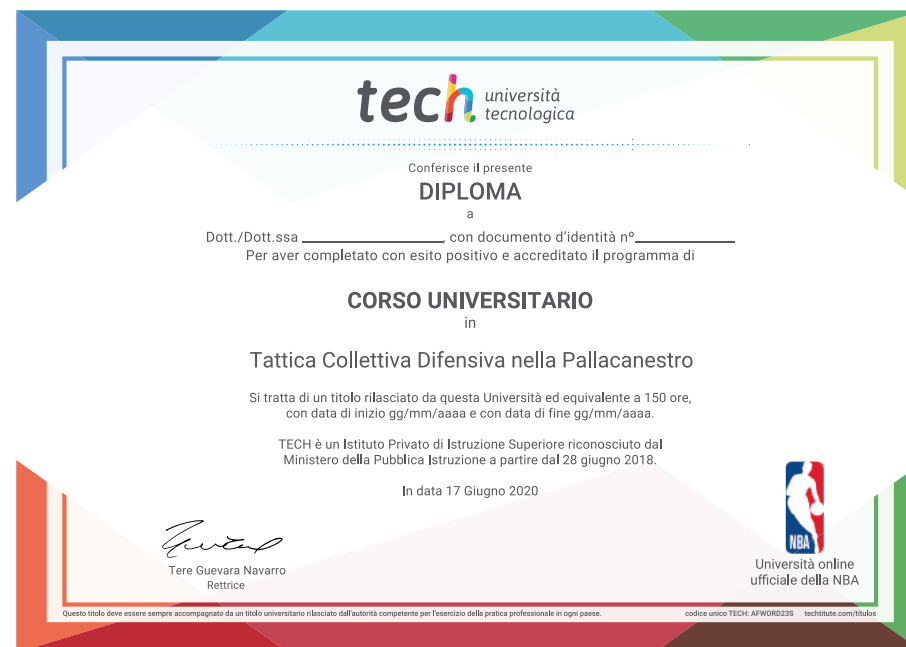 tech università
tecnologica
Conferisce il presente
DIPLOMA
a
Dott./Dott.ssa ____________, con documento d'identità nº____________
Per aver completato con esito positivo e accreditato il programma di
CORSO UNIVERSITARIO
in
Tattica Collettiva Difensiva nella Pallacanestro
Si tratta di un titolo rilasciato da questa Università ed equivalente a 150 ore,
con data di inizio gg/mm/aaaa e con data di fine gg/mm/aaaa.
TECH è un Istituto Privato di Istruzione Superiore riconosciuto dal
Ministero della Pubblica Istruzione a partire dal 28 giugno 2018.
In data 17 Giugno 2020
Tere Guevara Navarro
Rettrice
NBA
Università online
ufficiale della NBA
Questo titolo deve essere sempre accompagnato da un titolo universitario rilasciato dall'autorità competente per l'esercizio della pratica professionale in ogni paese. codice unico TECH: AFWORD23S techtitute.com/titulos